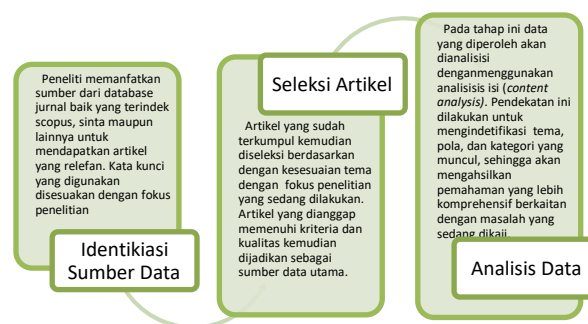 Peneliti memanfatkan
sumber dari database
jurnal baik yang terindek
scopus, sinta maupun
lainnya untuk
mendapatkan artikel
yang relefan. Kata kunci
yang digunakan
disesuakan dengan fokus
penelitian
Identikiasi
Sumber Data
Seleksi Artikel
Artikel yang sudah
terkumpul kemudian
diseleksi berdasarkan
dengan kesesuaian tema
dengan fokus penelitian
yang sedang dilakukan.
Artikel yang dianggap
memenuhi kriteria dan
kualitas kemudian
dijadikan sebagai
sumber data utama.
Pada tahap ini data
yang diperoleh akan
dianalisisi
denganmenggunakan
analisisis isi (content
analysis). Pendekatan ini
dilakukan untuk
mengindetifikasi tema,
pola, dan kategori yang
muncul, sehingga akan
mengahsilkan
pemahaman yang lebih
komprehensif berkaitan
dengan masalah yang
sedang dikaji.
Analisis Data